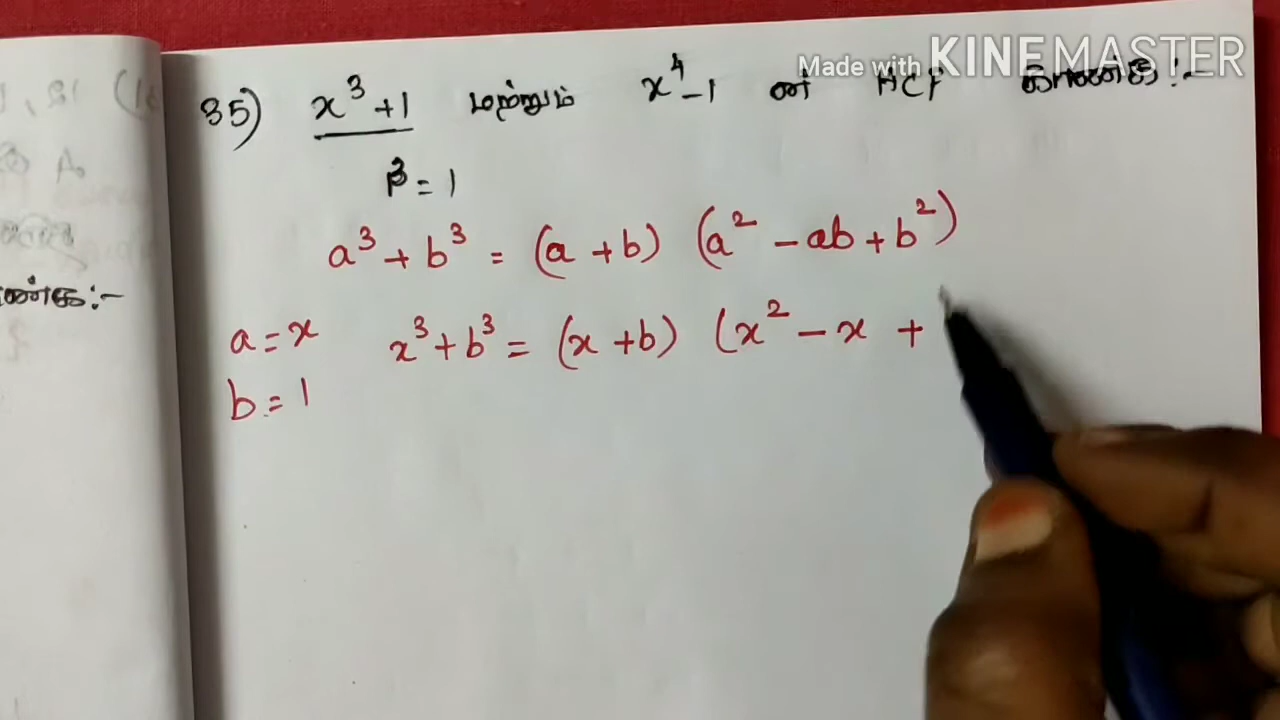 Made with KINEMASTER
35) x³+1 மற்றும் x⁴-1 ன் HCF காண்க:-
1³ = 1
a³ + b³ = (a + b) (a² - ab + b²)
a = x x³ + b³ = (x + b) (x² - x +
b = 1